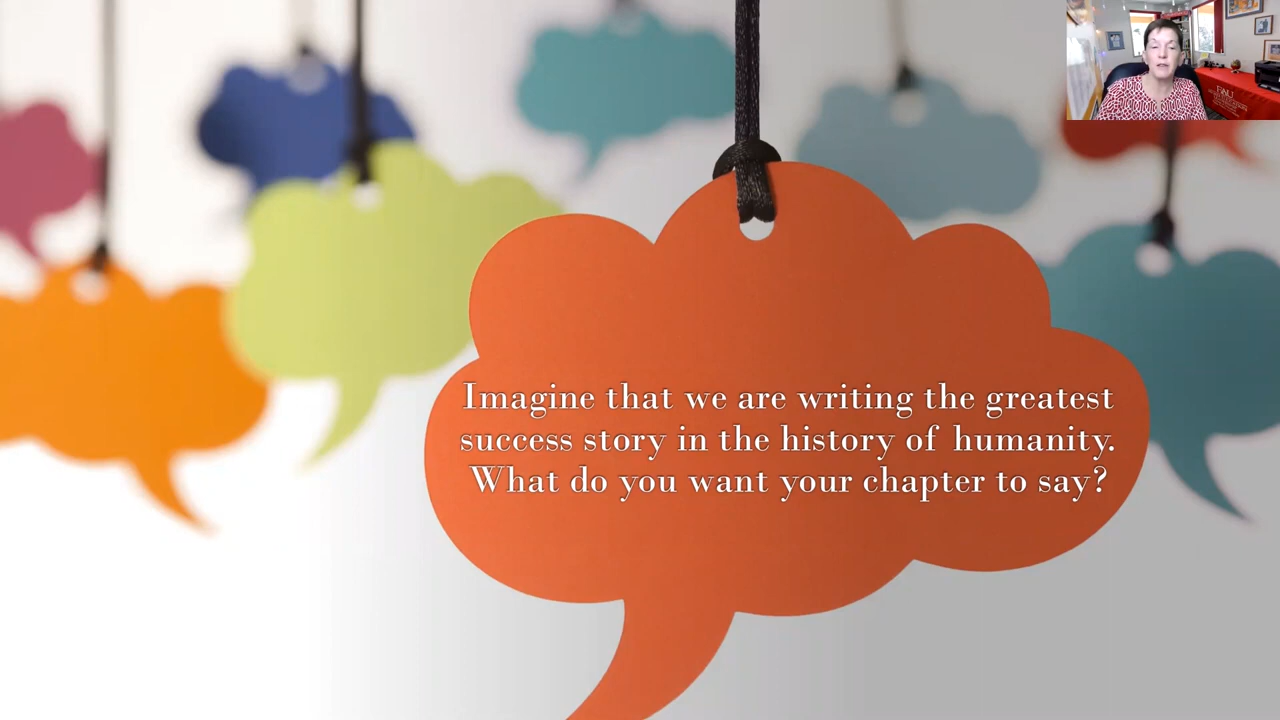 Imagine that we are writing the greatest
success story in the history of humanity.
What do you want your chapter to say?
FAU